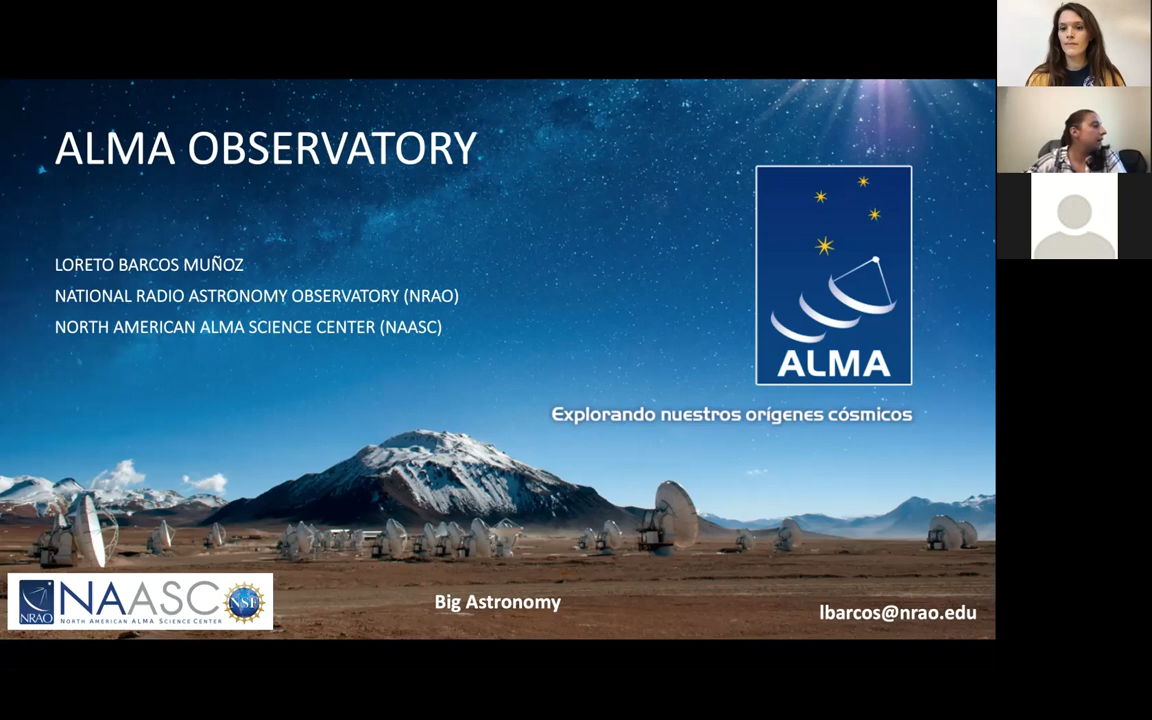 ALMA OBSERVATORY
LORETO BARCOS MUÑOZ
NATIONAL RADIO ASTRONOMY OBSERVATORY (NRAO)
NORTH AMERICAN ALMA SCIENCE CENTER (NAASC)
ALMA
Explorando nuestros orígenes cósmicos
NRAO
NAASC
NORTH AMERICAN ALMA SCIENCE CENTER
NSF
Big Astronomy
lbarcos@nrao.edu